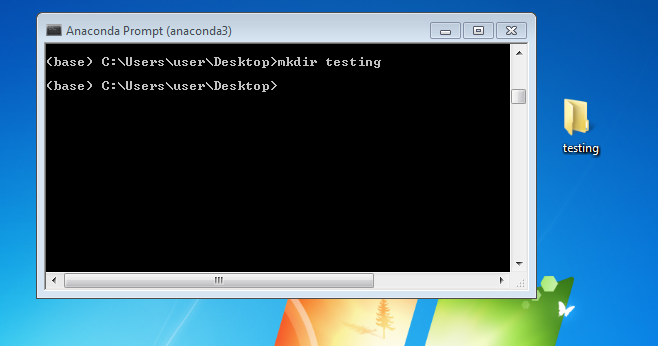 Anaconda Prompt (anaconda3)
(base) C:\Users\user\Desktop>mkdir testing
(base) C:\Users\user\Desktop>
testing